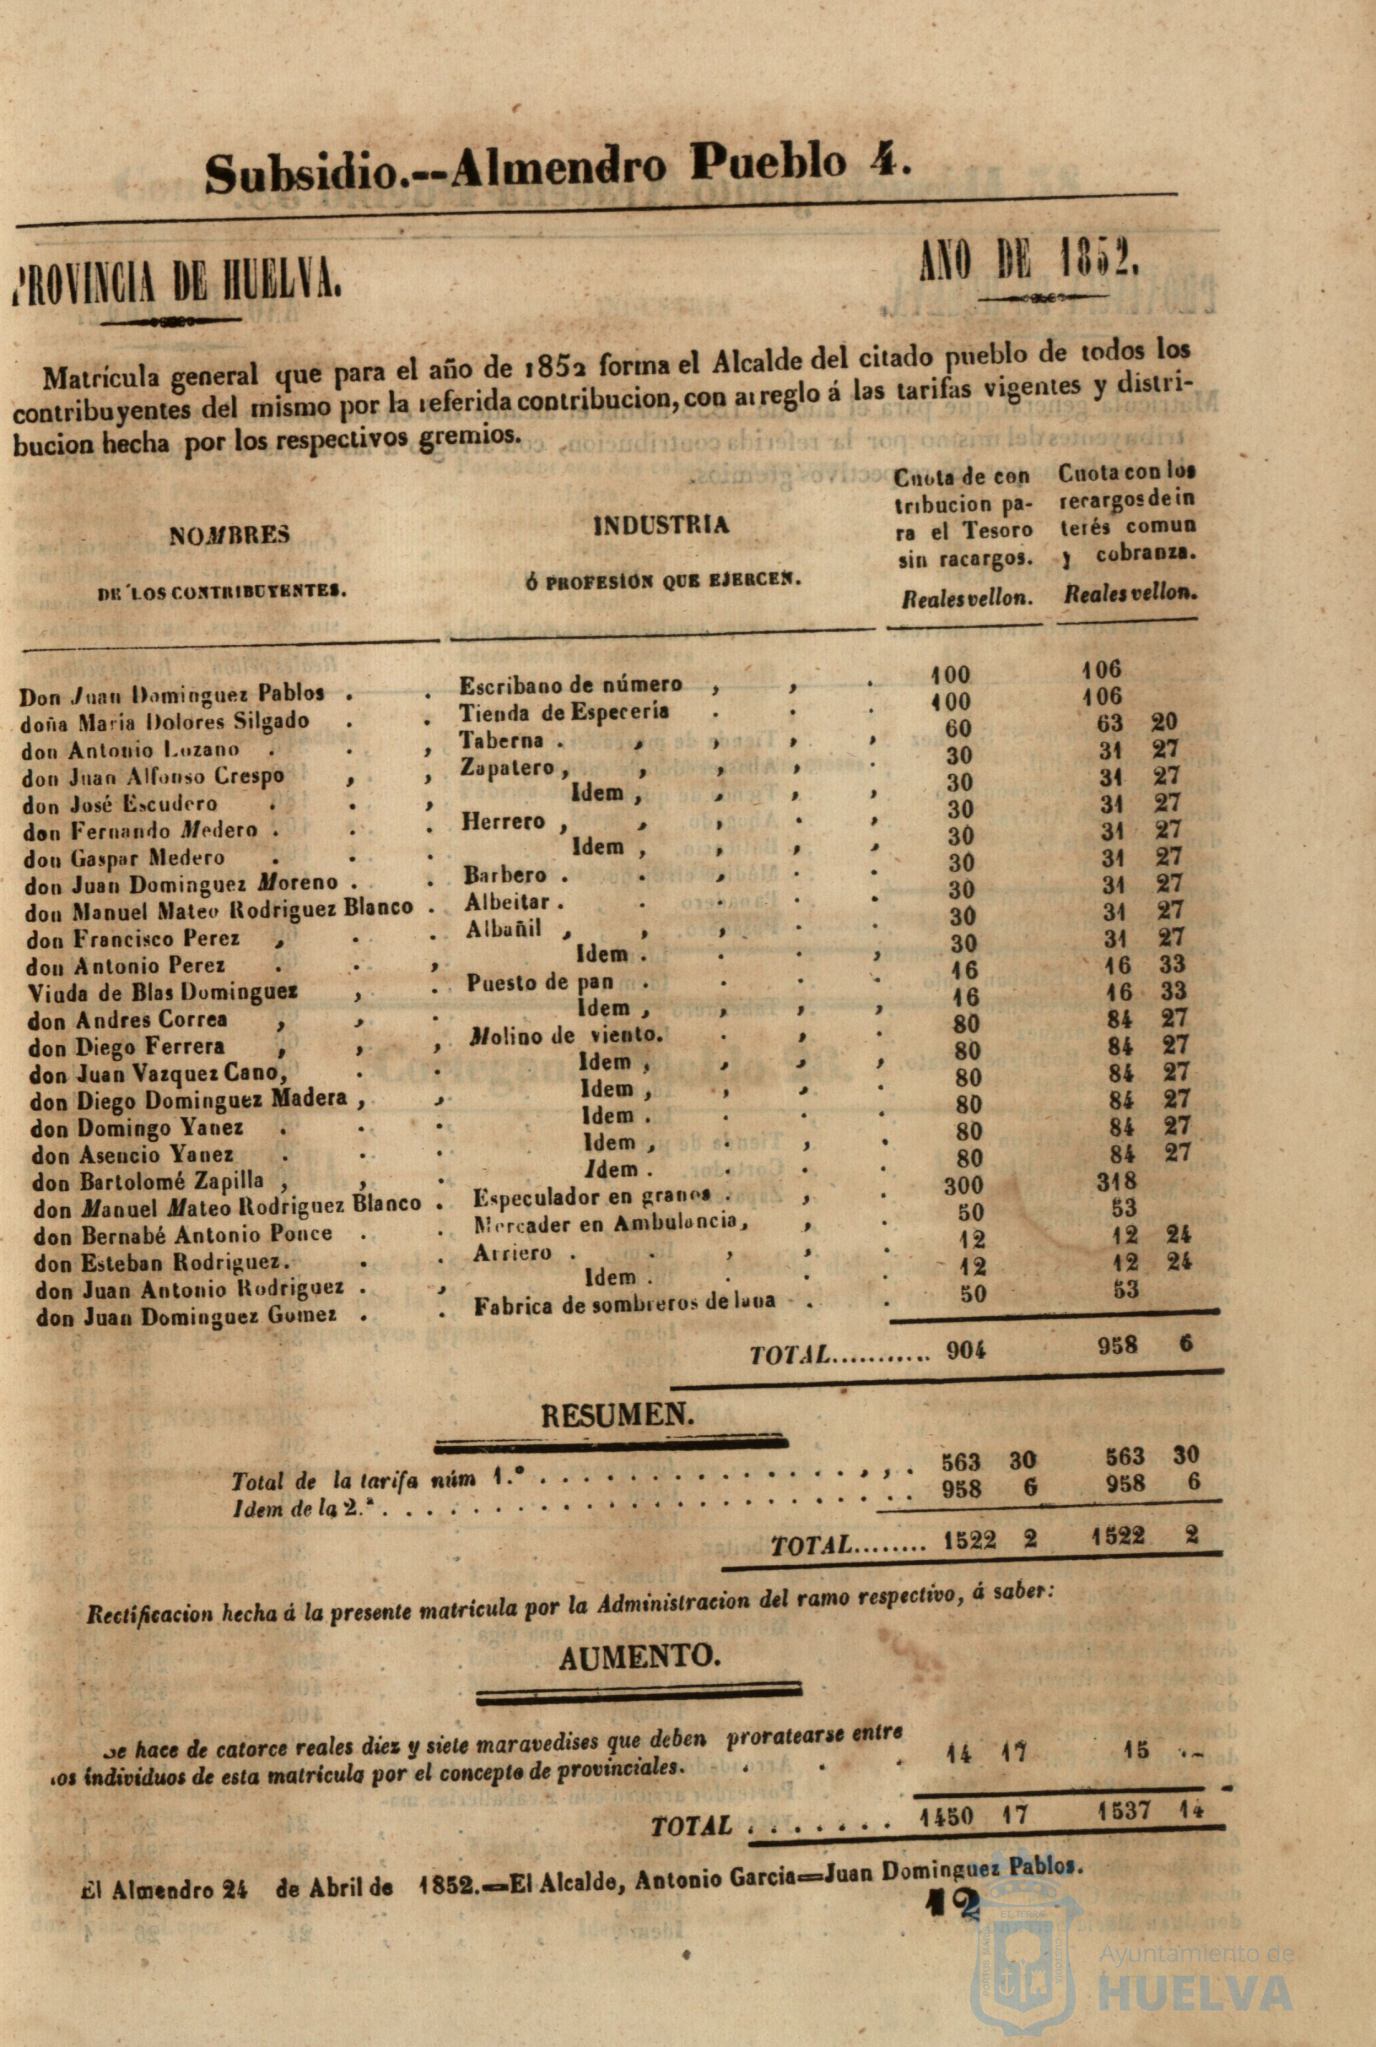 Subsidio.--Almendro Pueblo 4.
PROVINCIA DE HUELVA.
AÑO DE 1852.
Matrícula general que para el año de 1852 forma el Alcalde del citado pueblo de todos los
contribuyentes del mismo por la referida contribucion, con arreglo á las tarifas vigentes y distri-
bucion hecha por los respectivos gremios.
NOMBRES
DE LOS CONTRIBUYENTES.
INDUSTRIA
Ó PROFESION QUE EJERCEN.
Cuota de con
tribucion pa-
ra el Tesoro
sin racargos.
Reales vellon.
Cuota con los
recargos de in
terés comun
y cobranza.
Reales vellon.
Don Juan Dominguez Pablos . . Escribano de número , , . 100 106
doña Maria Dolores Silgado . . Tienda de Especería . . . 100 106
don Antonio Lozano . . , Taberna . , , , , 60 63 20
don Juan Alfonso Crespo , , Zapatero , , , , . 30 31 27
don José Escudero . . , Idem , , , , 30 31 27
don Fernando Medero . . . Herrero , , , . , 30 31 27
don Gaspar Medero . . . Idem , , , , 30 31 27
don Juan Dominguez Moreno . . Barbero . . , . . 30 31 27
don Manuel Mateo Rodriguez Blanco . Albeitar . . . . . 30 31 27
don Francisco Perez , . . Albañil , , , . . 30 31 27
don Antonio Perez . . , Idem . . . , 30 31 27
Viuda de Blas Dominguez , . Puesto de pan . . . . 16 16 33
don Andres Correa , , . Idem , , , , 16 16 33
don Diego Ferrera , , , Molino de viento. . , . 80 84 27
don Juan Vazquez Cano, . . Idem , , , , 80 84 27
don Diego Dominguez Madera , , Idem , , , . 80 84 27
don Domingo Yanez . . . Idem . . . . 80 84 27
don Asencio Yanez . . . Idem , . , . 80 84 27
don Bartolomé Zapilla , , . Idem . . . . 80 84 27
don Manuel Mateo Rodriguez Blanco . Especulador en granos . , . 300 318
don Bernabé Antonio Ponce . . Mercader en Ambulancia, , . 50 53
don Esteban Rodriguez. . . Arriero . . , , . 12 12 24
don Juan Antonio Rodriguez . , Idem . . . . 12 12 24
don Juan Dominguez Gomez . . Fabrica de sombreros de lana . . 50 53
TOTAL........... 904 958 6
RESUMEN.
Total de la tarifa núm 1.ª . . . . . . . . . . . . . . , , . 563 30 563 30
Idem de la 2.ª . . . . . . . . . . . . . . . . . . . . . 958 6 958 6
TOTAL........ 1522 2 1522 2
Rectificacion hecha á la presente matrícula por la Administracion del ramo respectivo, á saber:
AUMENTO.
Se hace de catorce reales diez y siete maravedises que deben proratearse entre
los individuos de esta matrícula por el concepto de provinciales. . . . 14 17 15 .-
TOTAL . . . . . . . 1450 17 1537 14
El Almendro 24 de Abril de 1852.=El Alcalde, Antonio Garcia=Juan Dominguez Pablos.
12
Ayuntamiento de
HUELVA